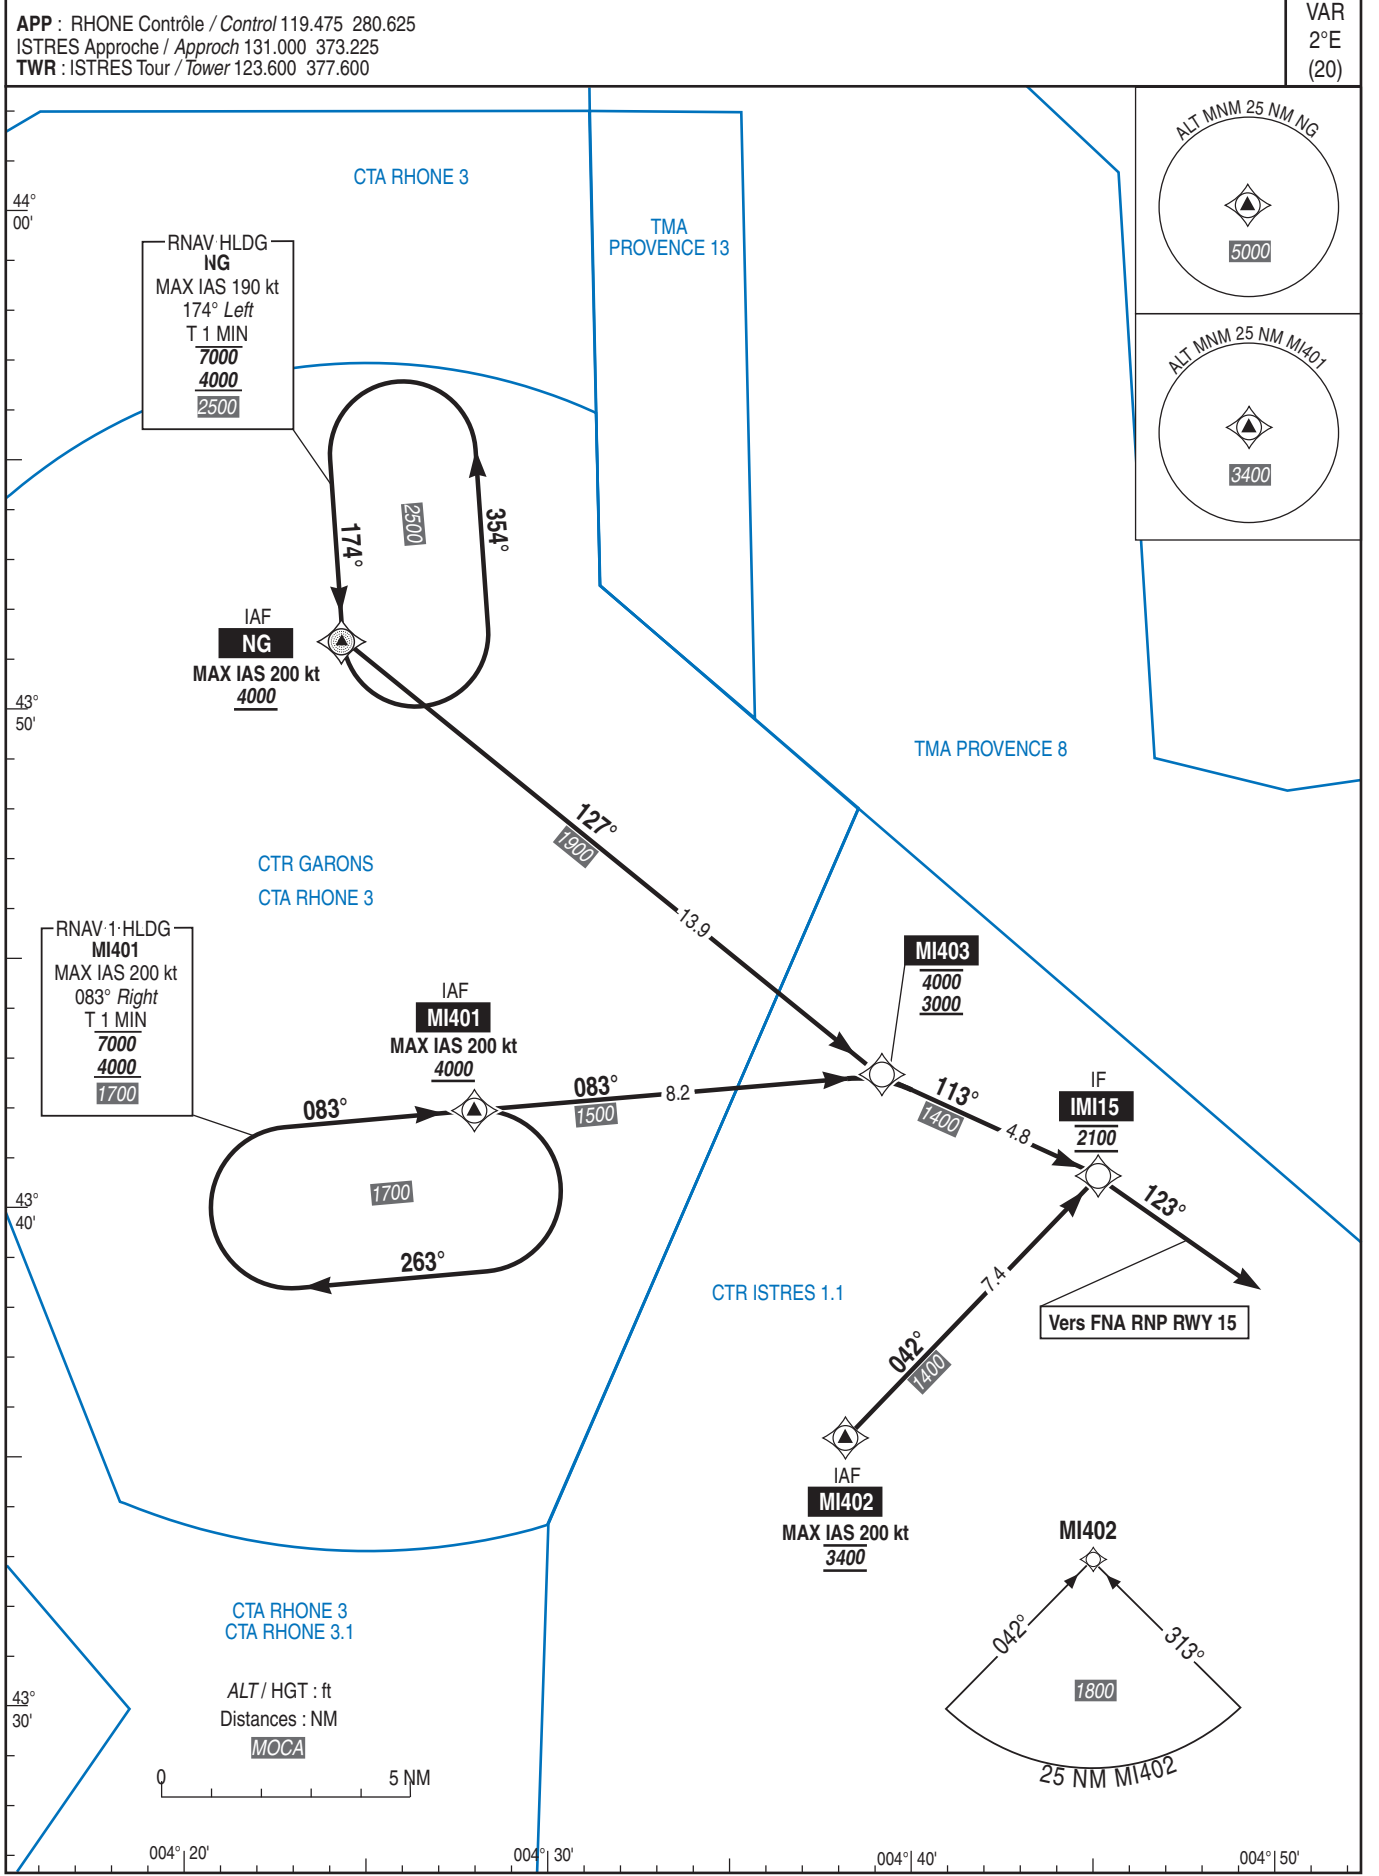 APP : RHONE Contrôle / Control 119.475 280.625
ISTRES Approche / Approch 131.000 373.225
TWR : ISTRES Tour / Tower 123.600 377.600
VAR
2°E
(20)
ALT MNM 25 NM NG
5000
ALT MNM 25 NM MI401
3400
CTA RHONE 3
TMA
PROVENCE 13
44°
00'
RNAV HLDG
NG
MAX IAS 190 kt
174° Left
T 1 MIN
7000
4000
2500
2500
174°
354°
IAF
NG
MAX IAS 200 kt
4000
43°
50'
TMA PROVENCE 8
127°
1900
13.9
CTR GARONS
CTA RHONE 3
RNAV 1 HLDG
MI401
MAX IAS 200 kt
083° Right
T 1 MIN
7000
4000
1700
IAF
MI401
MAX IAS 200 kt
4000
MI403
4000
3000
083°
083°
1500
8.2
113°
1400
4.8
IF
IMI15
2100
1700
263°
43°
40'
123°
CTR ISTRES 1.1
7.4
042°
1400
Vers FNA RNP RWY 15
IAF
MI402
MAX IAS 200 kt
3400
MI402
042°
313°
1800
25 NM MI402
CTA RHONE 3
CTA RHONE 3.1
ALT / HGT : ft
Distances : NM
MOCA
43°
30'
0 5 NM
004° 20'
004° 30'
004° 40'
004° 50'